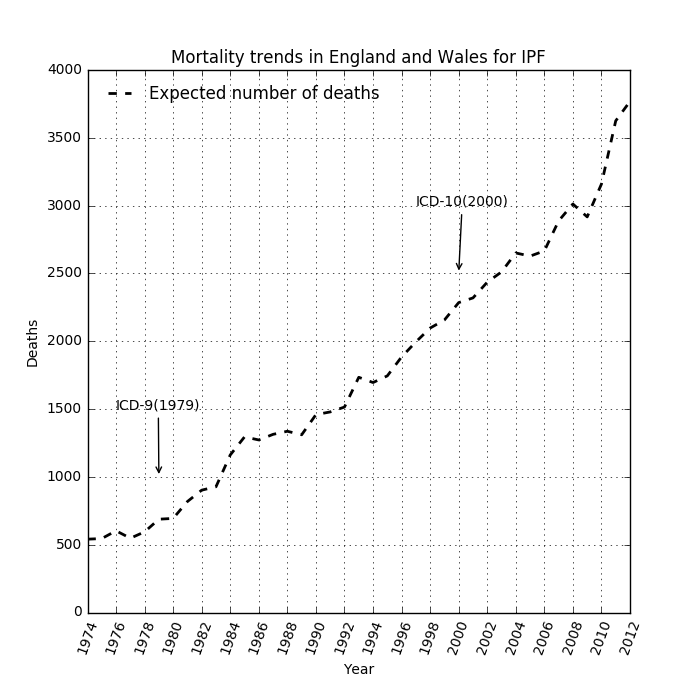 Mortality trends in England and Wales for IPF
4000
Expected number of deaths
3500
ICD-10(2000)
3000
2500
2000
Deaths
1500
ICD-9(1979)
1000
500
0
1974 1976 1978 1980 1982 1984 1986 1988 1990 1992 1994 1996 1998 2000 2002 2004 2006 2008 2010 2012
Year